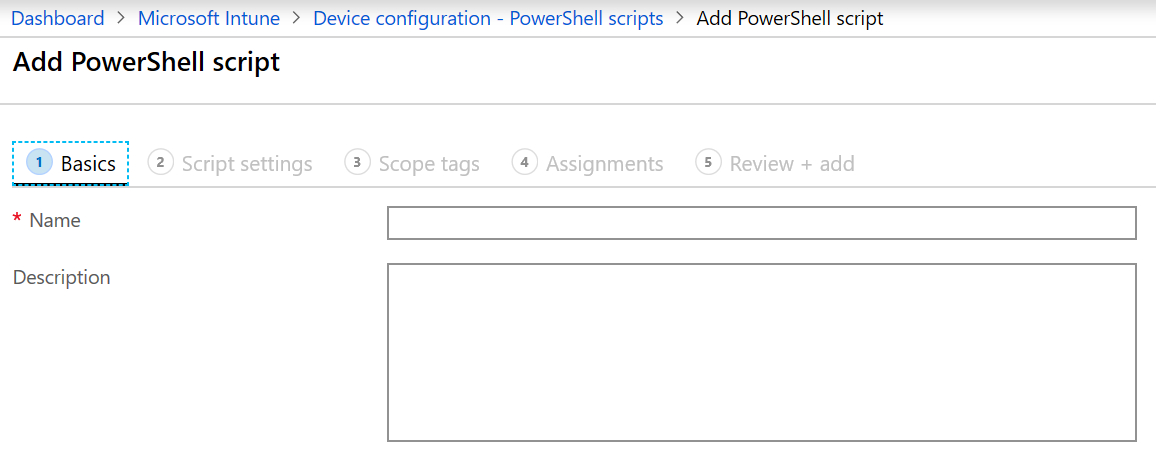 Dashboard > Microsoft Intune > Device configuration - PowerShell scripts > Add PowerShell script
Add PowerShell script
1 Basics 2 Script settings 3 Scope tags 4 Assignments 5 Review + add
* Name
Description